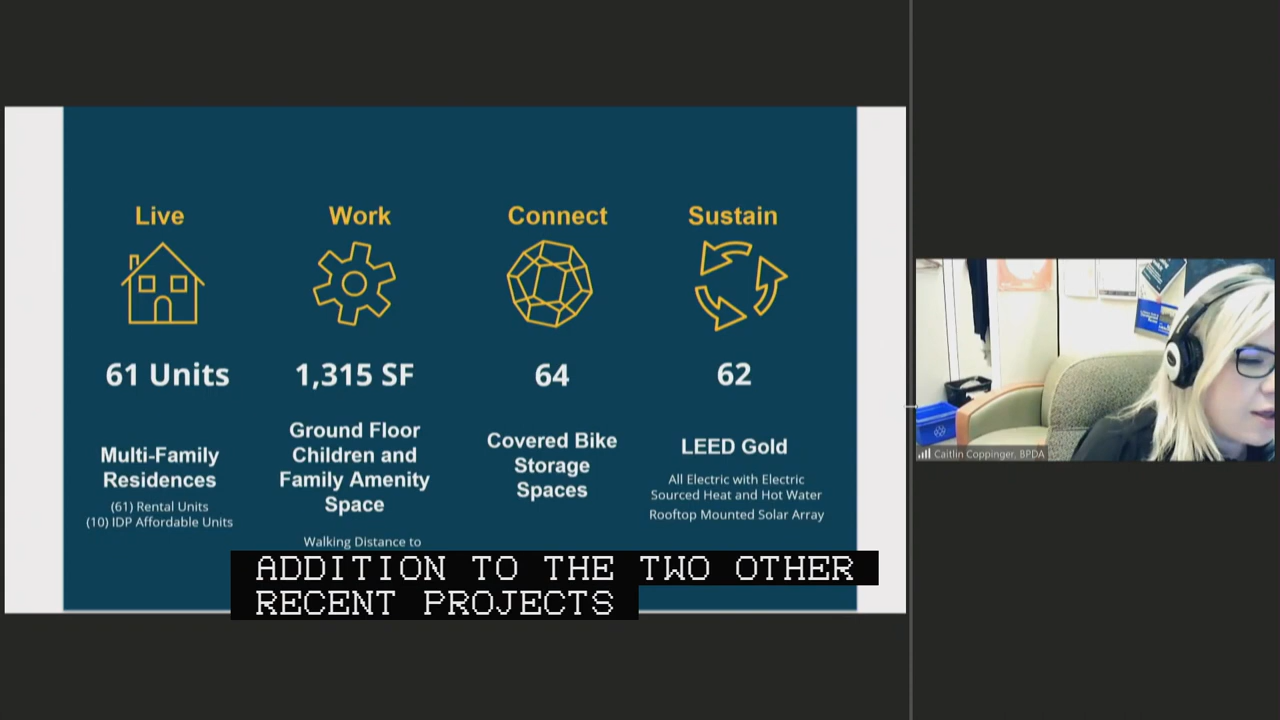 Live
Work
Connect
Sustain
61 Units
1,315 SF
64
62
Multi-Family
Residences
(61) Rental Units
(10) IDP Affordable Units
Ground Floor
Children and
Family Amenity
Space
Walking Distance to
Covered Bike
Storage
Spaces
LEED Gold
All Electric with Electric
Sourced Heat and Hot Water
Rooftop Mounted Solar Array
ADDITION TO THE TWO OTHER
RECENT PROJECTS
Caitlin Coppinger, BPDA